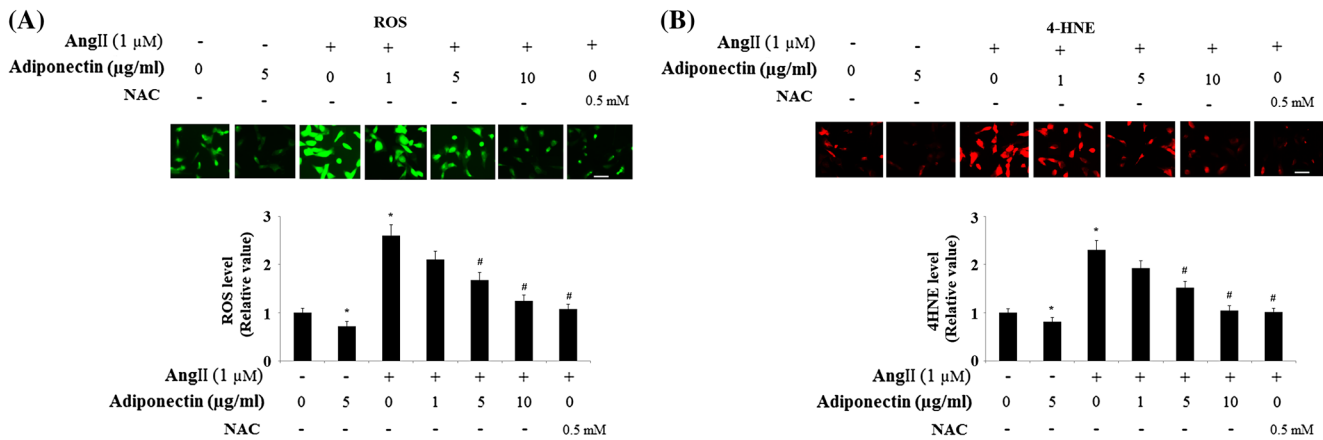 (A)
ROS
AngII (1 µM) - - + + + + +
Adiponectin (µg/ml) 0 5 0 1 5 10 0
NAC - - - - - - 0.5 mM
3
2
1
0
ROS level
(Relative value)
* * # # #
AngII (1 µM) - - + + + + +
Adiponectin (µg/ml) 0 5 0 1 5 10 0
NAC - - - - - - 0.5 mM
(B)
4-HNE
AngII (1 µM) - - + + + + +
Adiponectin (µg/ml) 0 5 0 1 5 10 0
NAC - - - - - - 0.5 mM
3
2
1
0
4HNE level
(Relative value)
* * # # #
AngII (1 µM) - - + + + + +
Adiponectin (µg/ml) 0 5 0 1 5 10 0
NAC - - - - - - 0.5 mM